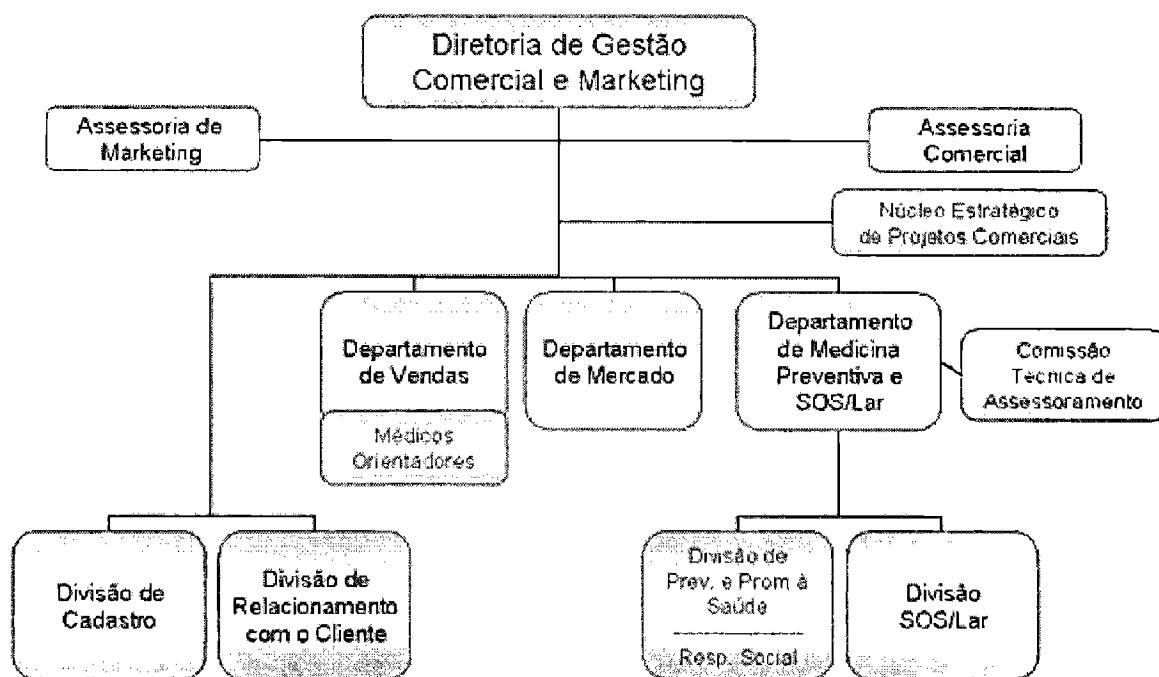 Diretoria de Gestão
Comercial e Marketing
Assessoria de
Marketing
Assessoria
Comercial
Núcleo Estratégico
de Projetos Comerciais
Departamento
de Vendas
Médicos
Orientadores
Departamento
de Mercado
Departamento
de Medicina
Preventiva e
SOS/Lar
Comissão
Técnica de
Assessoramento
Divisão de
Cadastro
Divisão de
Relacionamento
com o Cliente
Divisão de
Prev. e Prom à
Saúde
Resp. Social
Divisão
SOS/Lar